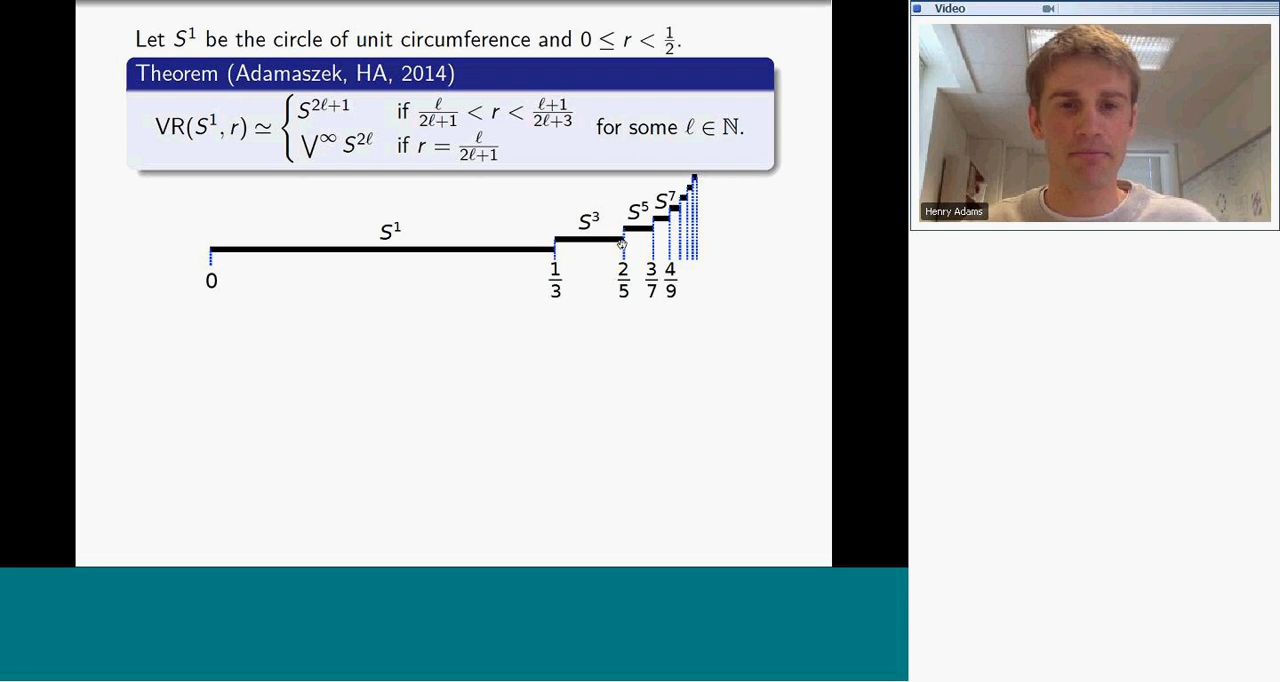 Let S¹ be the circle of unit circumference and 0 ≤ r < 1/2.
Theorem (Adamaszek, HA, 2014)
VR(S¹, r) ≃ { S^{2ℓ+1} if ℓ/(2ℓ+1) < r < (ℓ+1)/(2ℓ+3) for some ℓ ∈ ℕ.
⋁^∞ S^{2ℓ} if r = ℓ/(2ℓ+1)
S¹ S³ S⁵ S⁷
0 1/3 2/5 3/7 4/9
Video
Henry Adams